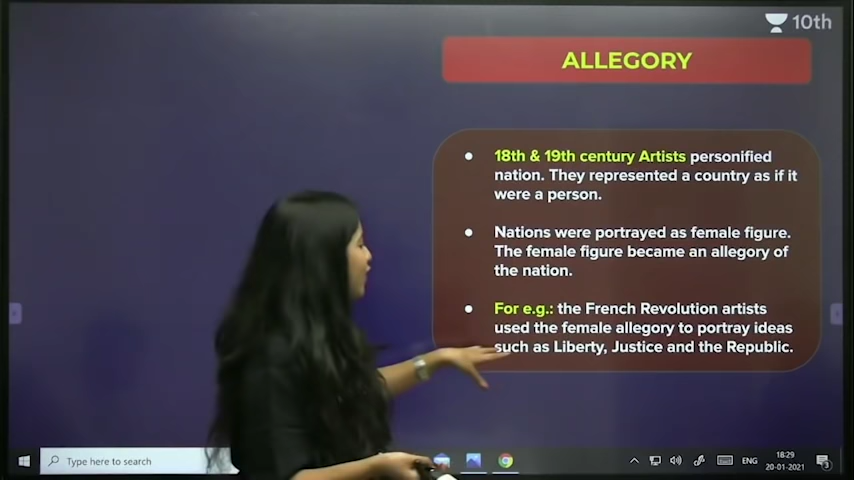 10th
ALLEGORY
18th & 19th century Artists personified
nation. They represented a country as if it
were a person.
Nations were portrayed as female figure.
The female figure became an allegory of
the nation.
For e.g.: the French Revolution artists
used the female allegory to portray ideas
such as Liberty, Justice and the Republic.
Type here to search
ENG
18:29
20-01-2021
3